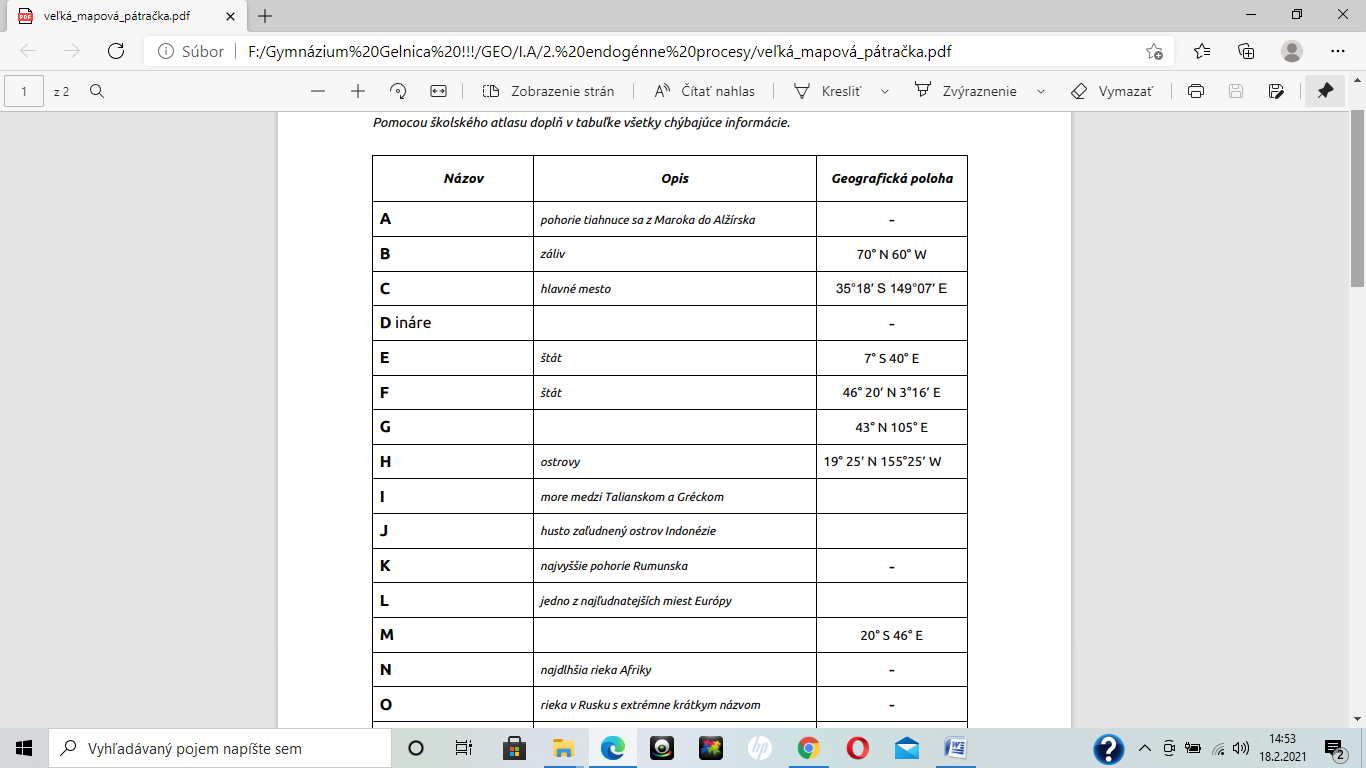 veľká_mapová_pátračka.pdf
Súbor F:/Gymnázium%20Gelnica%20!!!/GEO/I.A/2.%20endogénne%20procesy/veľká_mapová_pátračka.pdf
1 z 2 Zobrazenie strán Čítať nahlas Kresliť Zvýraznenie Vymazať
Pomocou školského atlasu doplň v tabuľke všetky chýbajúce informácie.
Názov Opis Geografická poloha
A pohorie tiahnuce sa z Maroka do Alžírska -
B záliv 70° N 60° W
C hlavné mesto 35°18′ S 149°07′ E
D ináre -
E štát 7° S 40° E
F štát 46° 20′ N 3°16′ E
G 43° N 105° E
H ostrovy 19° 25′ N 155°25′ W
I more medzi Talianskom a Gréckom
J husto zaľudnený ostrov Indonézie
K najvyššie pohorie Rumunska -
L jedno z najľudnatejších miest Európy
M 20° S 46° E
N najdlhšia rieka Afriky -
O rieka v Rusku s extrémne krátkym názvom -
Vyhľadávaný pojem napíšte sem
hp
W
?
14:53
18.2.2021
2